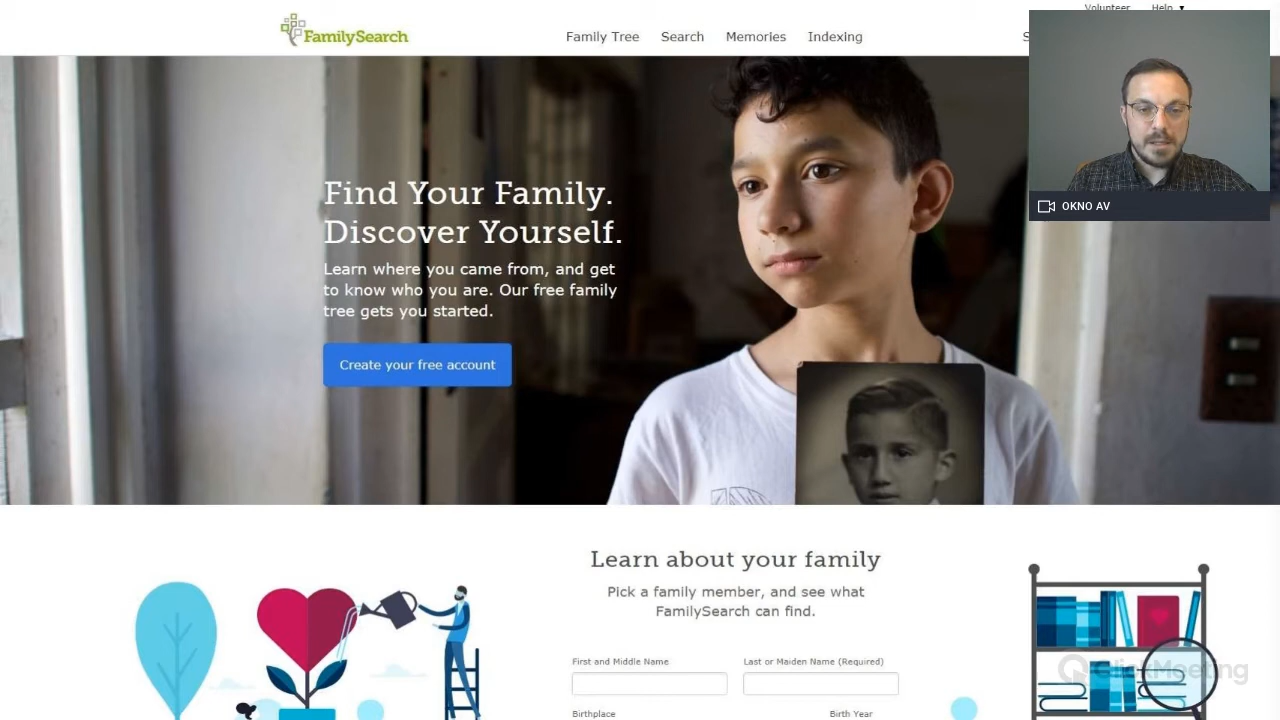 Volunteer Help ▼
FamilySearch
Family Tree Search Memories Indexing
OKNO AV
Find Your Family.
Discover Yourself.
Learn where you came from, and get
to know who you are. Our free family
tree gets you started.
Create your free account
Learn about your family
Pick a family member, and see what
FamilySearch can find.
First and Middle Name Last or Maiden Name (Required)
ClickMeeting
Birthplace Birth Year